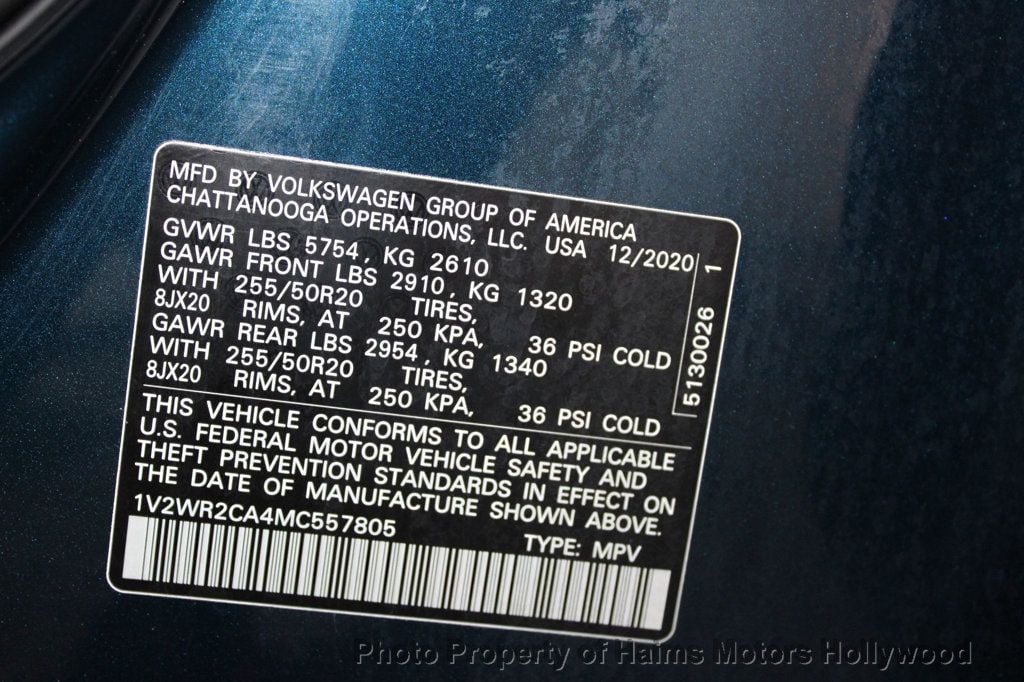 MFD BY VOLKSWAGEN GROUP OF AMERICA
CHATTANOOGA OPERATIONS, LLC. USA 12/2020
GVWR LBS 5754, KG 2610
GAWR FRONT LBS 2910, KG 1320
WITH 255/50R20 TIRES,
8JX20 RIMS, AT 250 KPA, 36 PSI COLD
GAWR REAR LBS 2954, KG 1340
WITH 255/50R20 TIRES,
8JX20 RIMS, AT 250 KPA, 36 PSI COLD
5130026 1
THIS VEHICLE CONFORMS TO ALL APPLICABLE
U.S. FEDERAL MOTOR VEHICLE SAFETY AND
THEFT PREVENTION STANDARDS IN EFFECT ON
THE DATE OF MANUFACTURE SHOWN ABOVE.
1V2WR2CA4MC557805
TYPE: MPV
Photo Property of Haims Motors Hollywood